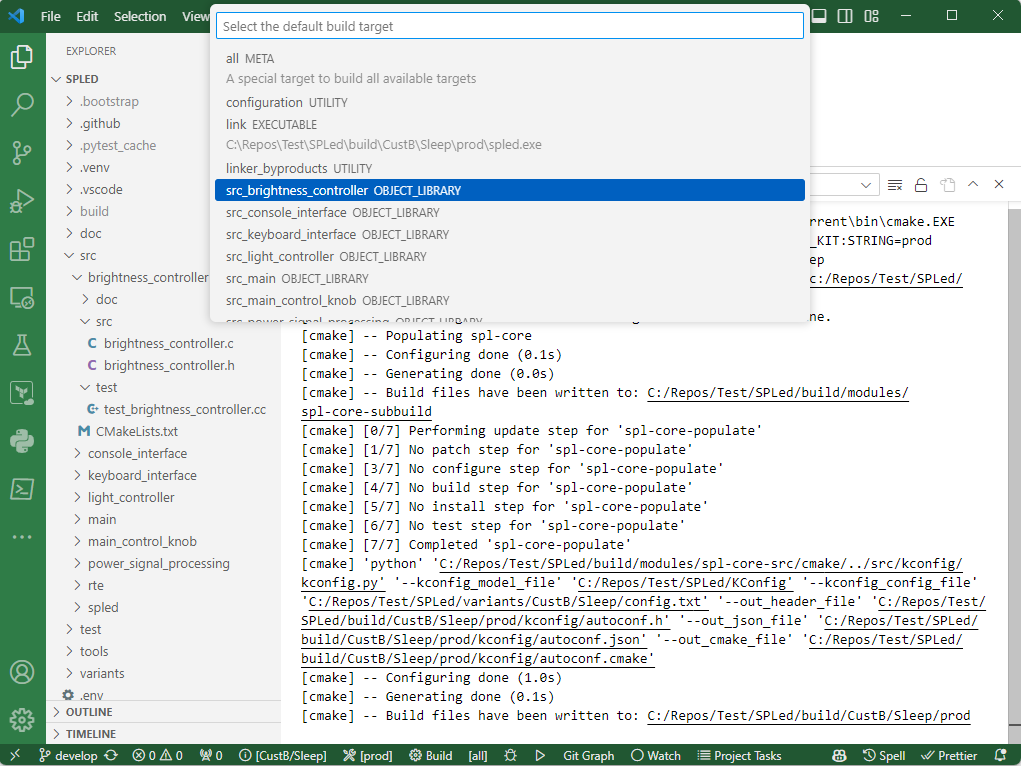 File Edit Selection View
Select the default build target
all META
A special target to build all available targets
configuration UTILITY
link EXECUTABLE
C:\Repos\Test\SPLed\build\CustB\Sleep\prod\spled.exe
linker_byproducts UTILITY
src_brightness_controller OBJECT_LIBRARY
src_console_interface OBJECT_LIBRARY
src_keyboard_interface OBJECT_LIBRARY
src_light_controller OBJECT_LIBRARY
src_main OBJECT_LIBRARY
src_main_control_knob OBJECT_LIBRARY
src_power_signal_processing OBJECT_LIBRARY
EXPLORER
SPLED
.bootstrap
.github
.pytest_cache
.venv
.vscode
build
doc
src
brightness_controller
doc
src
C brightness_controller.c
C brightness_controller.h
test
C+ test_brightness_controller.cc
M CMakeLists.txt
console_interface
keyboard_interface
light_controller
main
main_control_knob
power_signal_processing
rte
spled
test
tools
variants
.env
OUTLINE
TIMELINE
rrent\bin\cmake.EXE
_KIT:STRING=prod
ep
c:/Repos/Test/SPLed/
ne.
[cmake] -- Populating spl-core
[cmake] -- Configuring done (0.1s)
[cmake] -- Generating done (0.0s)
[cmake] -- Build files have been written to: C:/Repos/Test/SPLed/build/modules/
spl-core-subbuild
[cmake] [0/7] Performing update step for 'spl-core-populate'
[cmake] [1/7] No patch step for 'spl-core-populate'
[cmake] [3/7] No configure step for 'spl-core-populate'
[cmake] [4/7] No build step for 'spl-core-populate'
[cmake] [5/7] No install step for 'spl-core-populate'
[cmake] [6/7] No test step for 'spl-core-populate'
[cmake] [7/7] Completed 'spl-core-populate'
[cmake] 'python' 'C:/Repos/Test/SPLed/build/modules/spl-core-src/cmake/../src/kconfig/
kconfig.py' '--kconfig_model_file' 'C:/Repos/Test/SPLed/KConfig' '--kconfig_config_file'
'C:/Repos/Test/SPLed/variants/CustB/Sleep/config.txt' '--out_header_file' 'C:/Repos/Test/
SPLed/build/CustB/Sleep/prod/kconfig/autoconf.h' '--out_json_file' 'C:/Repos/Test/SPLed/
build/CustB/Sleep/prod/kconfig/autoconf.json' '--out_cmake_file' 'C:/Repos/Test/SPLed/
build/CustB/Sleep/prod/kconfig/autoconf.cmake'
[cmake] -- Configuring done (1.0s)
[cmake] -- Generating done (0.1s)
[cmake] -- Build files have been written to: C:/Repos/Test/SPLed/build/CustB/Sleep/prod
develop 0 0 0 [CustB/Sleep] [prod] Build [all] Git Graph Watch Project Tasks Spell Prettier